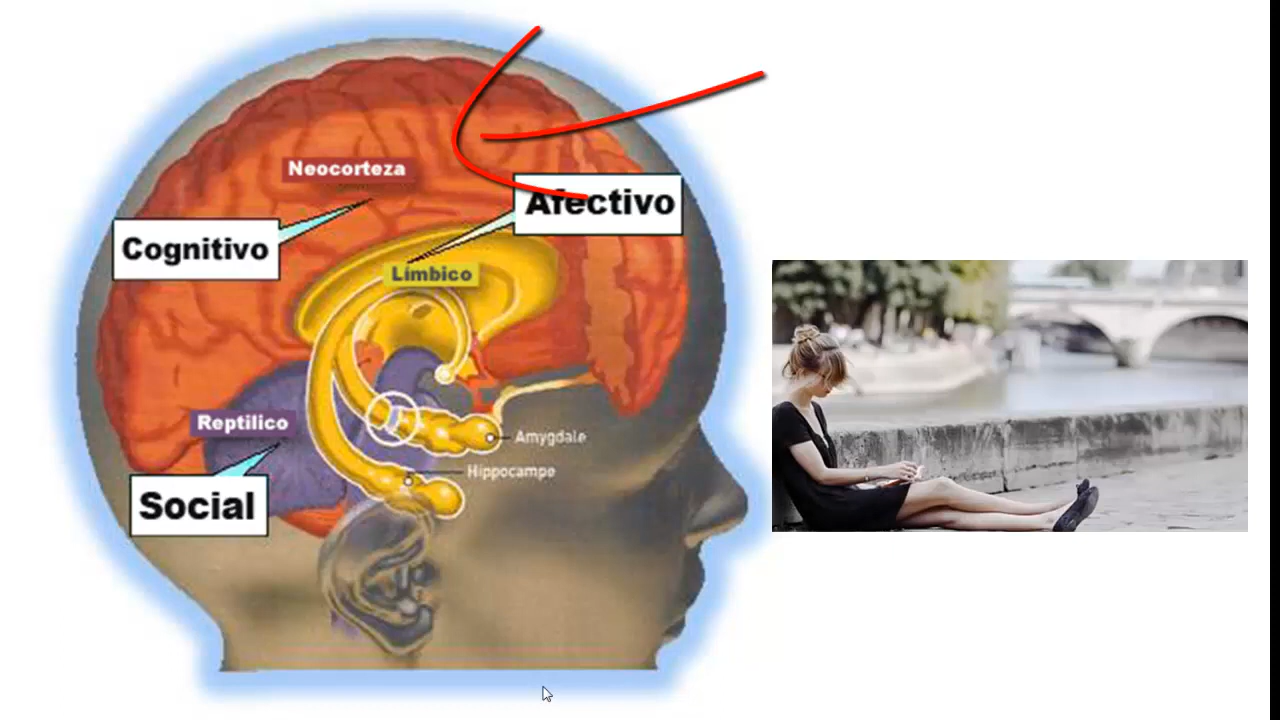 Neocorteza
Afectivo
Cognitivo
Límbico
Reptilico
Amygdale
Hippocampe
Social